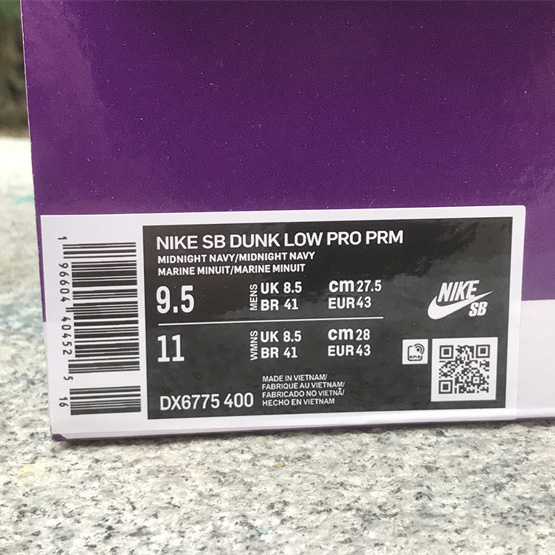 NIKE SB DUNK LOW PRO PRM
MIDNIGHT NAVY/MIDNIGHT NAVY
MARINE MINUIT/MARINE MINUIT
9.5 MENS UK 8.5 cm 27.5
BR 41 EUR 43
11 WMNS UK 8.5 cm 28
BR 41 EUR 43
NIKE
SB
DX6775 400
MADE IN VIETNAM/
FABRIQUE AU VIETNAM/
FABRICADO NO VIETNÃ/
HECHO EN VIETNAM
1 96604 40452 5 16